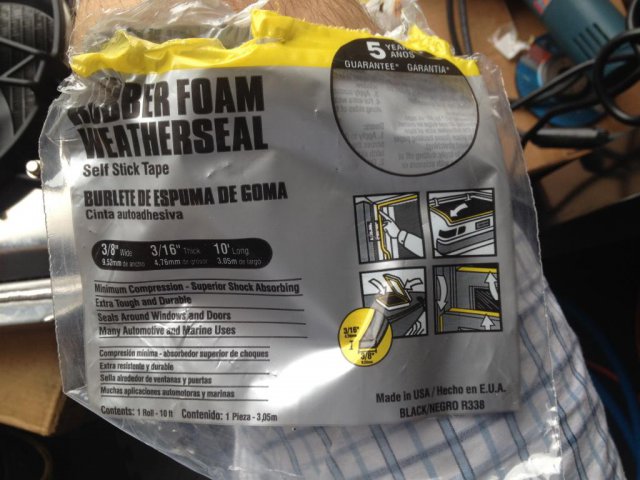 5 YEAR
AÑOS
GUARANTEE* GARANTIA*
RUBBER FOAM
WEATHERSEAL
Self Stick Tape
BURLETE DE ESPUMA DE GOMA
Cinta autoadhesiva
3/8" Wide 3/16" Thick 10' Long
9,52mm de ancho 4,76mm de grosor 3,05m de largo
Minimum Compression - Superior Shock Absorbing
Extra Tough and Durable
Seals Around Windows and Doors
Many Automotive and Marine Uses
Compresión mínima - absorbedor superior de choques
Extra resistente y durable
Sella alrededor de ventanas y puertas
Muchas aplicaciones automotoras y marinas
Contents: 1 Roll - 10 ft Contenido: 1 Pieza - 3,05m
3/16"
3/8"
Made in USA / Hecho en E.U.A.
BLACK/NEGRO R338